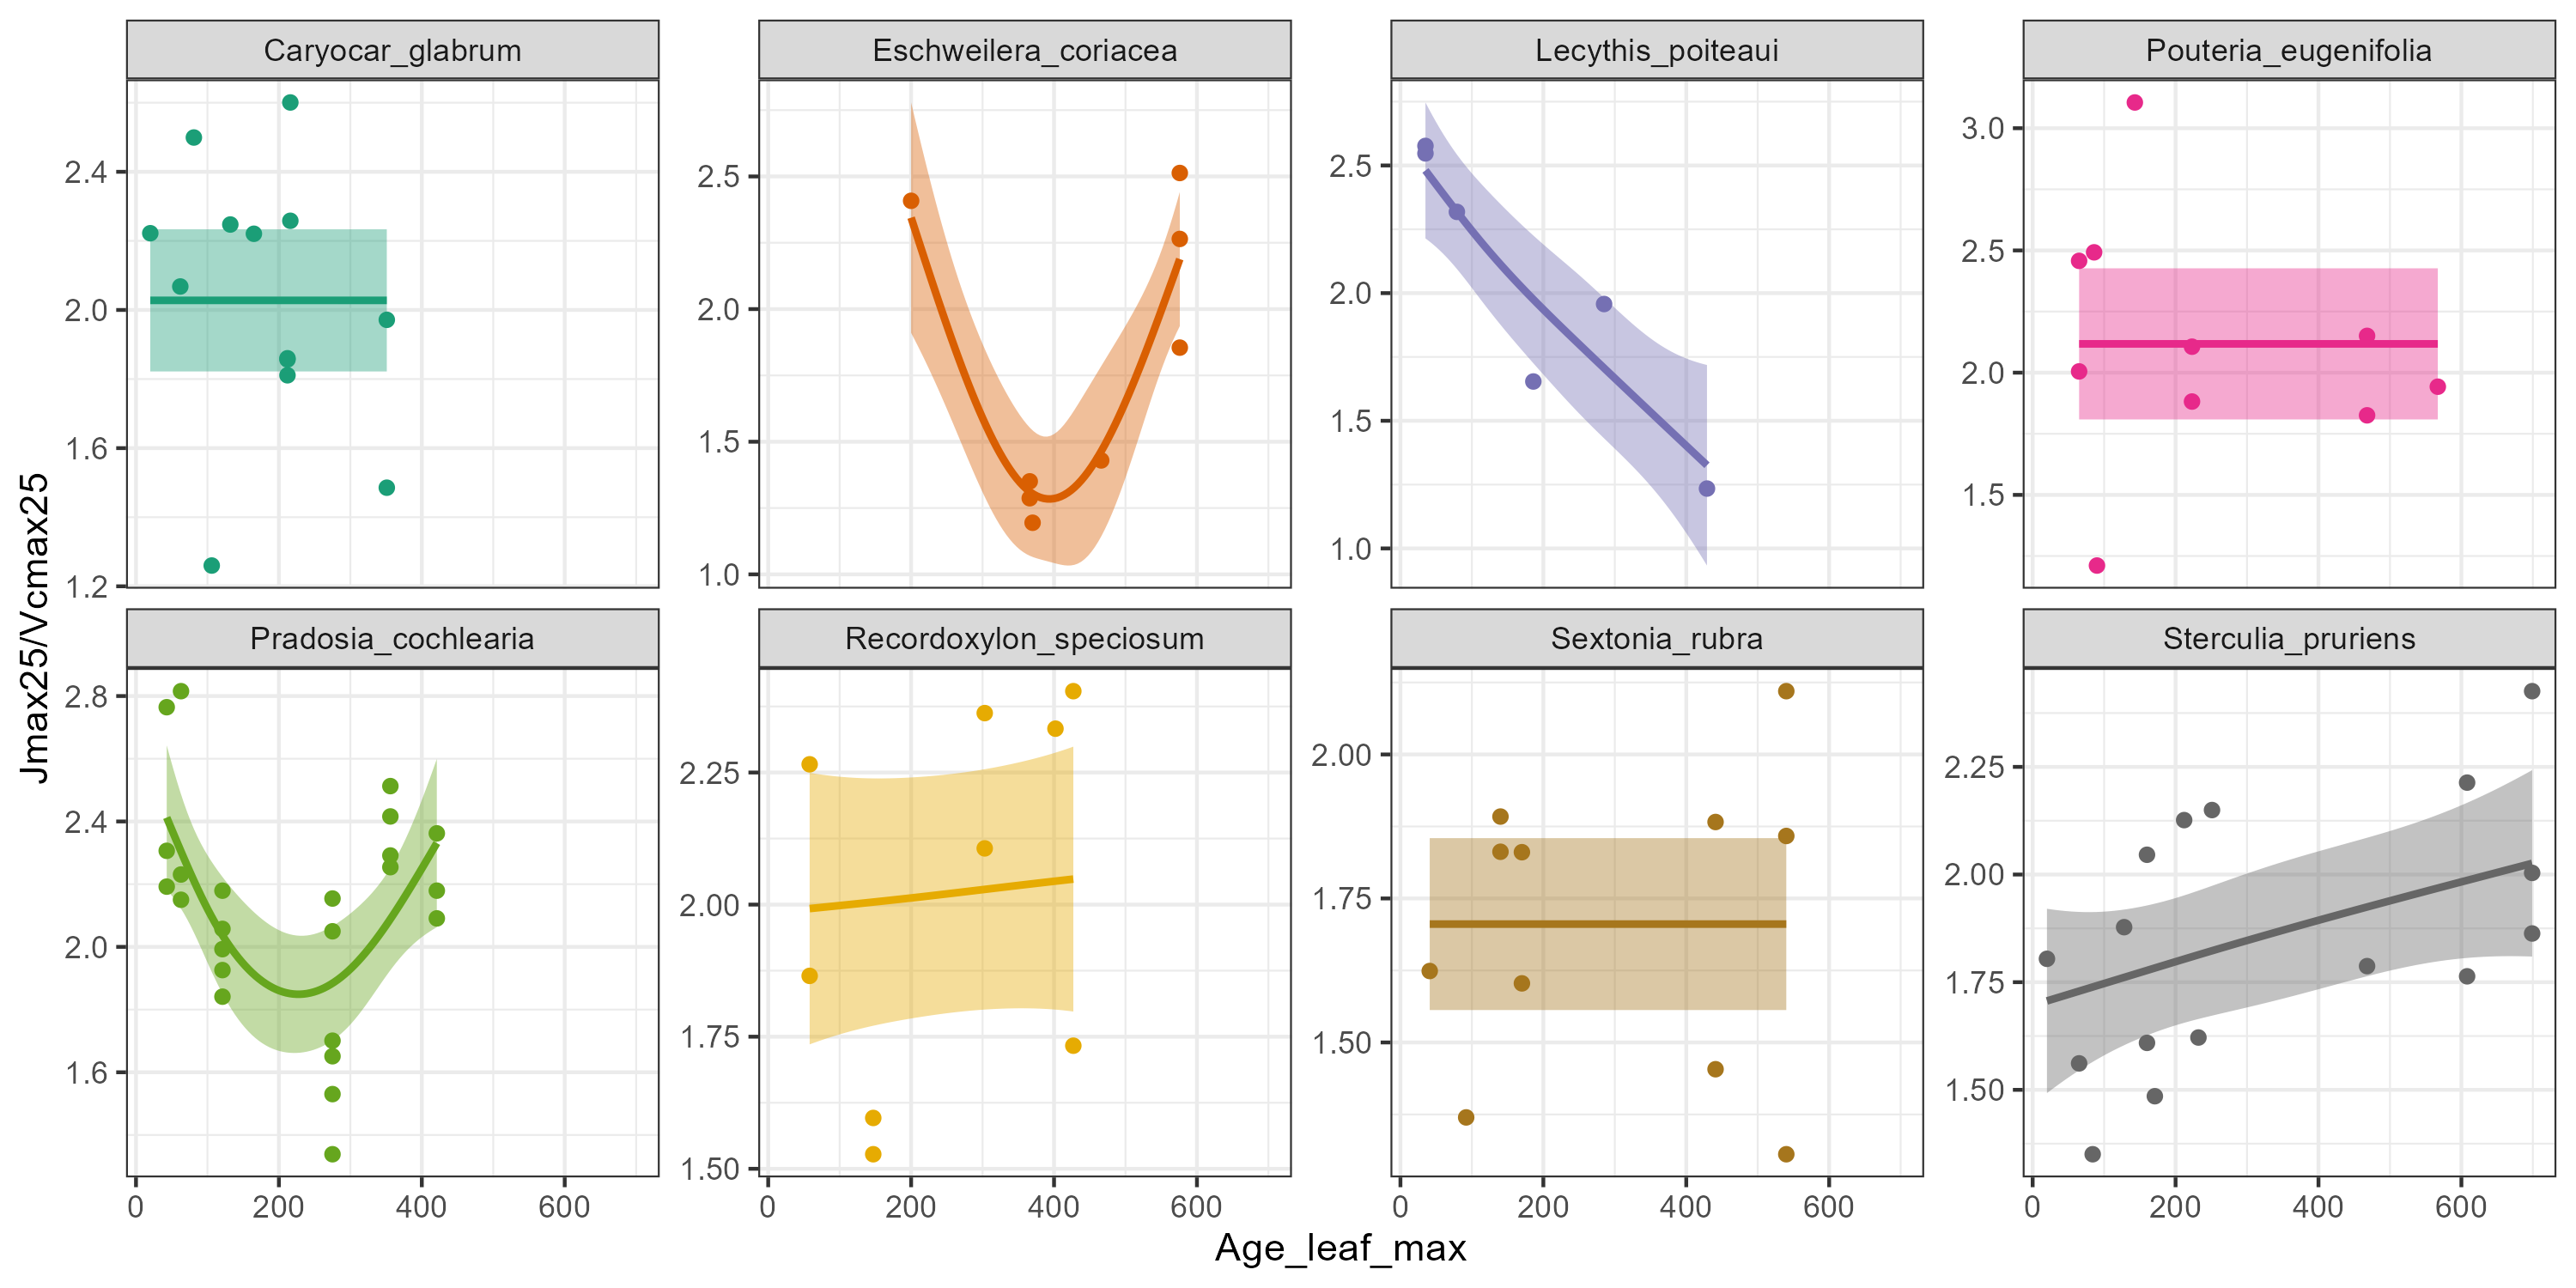 Caryocar_glabrum
Eschweilera_coriacea
Lecythis_poiteaui
Pouteria_eugenifolia
2.4
2.0
1.6
1.2
2.5
2.0
1.5
1.0
2.5
2.0
1.5
1.0
3.0
2.5
2.0
1.5
Jmax25/Vcmax25
Pradosia_cochlearia
Recordoxylon_speciosum
Sextonia_rubra
Sterculia_pruriens
2.8
2.4
2.0
1.6
2.25
2.00
1.75
1.50
2.00
1.75
1.50
2.25
2.00
1.75
1.50
0 200 400 600
0 200 400 600
0 200 400 600
0 200 400 600
Age_leaf_max